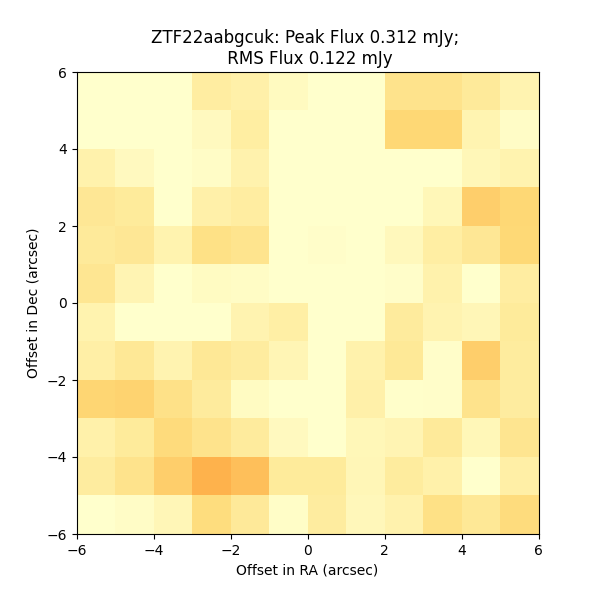 ZTF22aabgcuk: Peak Flux 0.312 mJy;
RMS Flux 0.122 mJy
6
4
2
0
−2
−4
−6
Offset in Dec (arcsec)
−6 −4 −2 0 2 4 6
Offset in RA (arcsec)